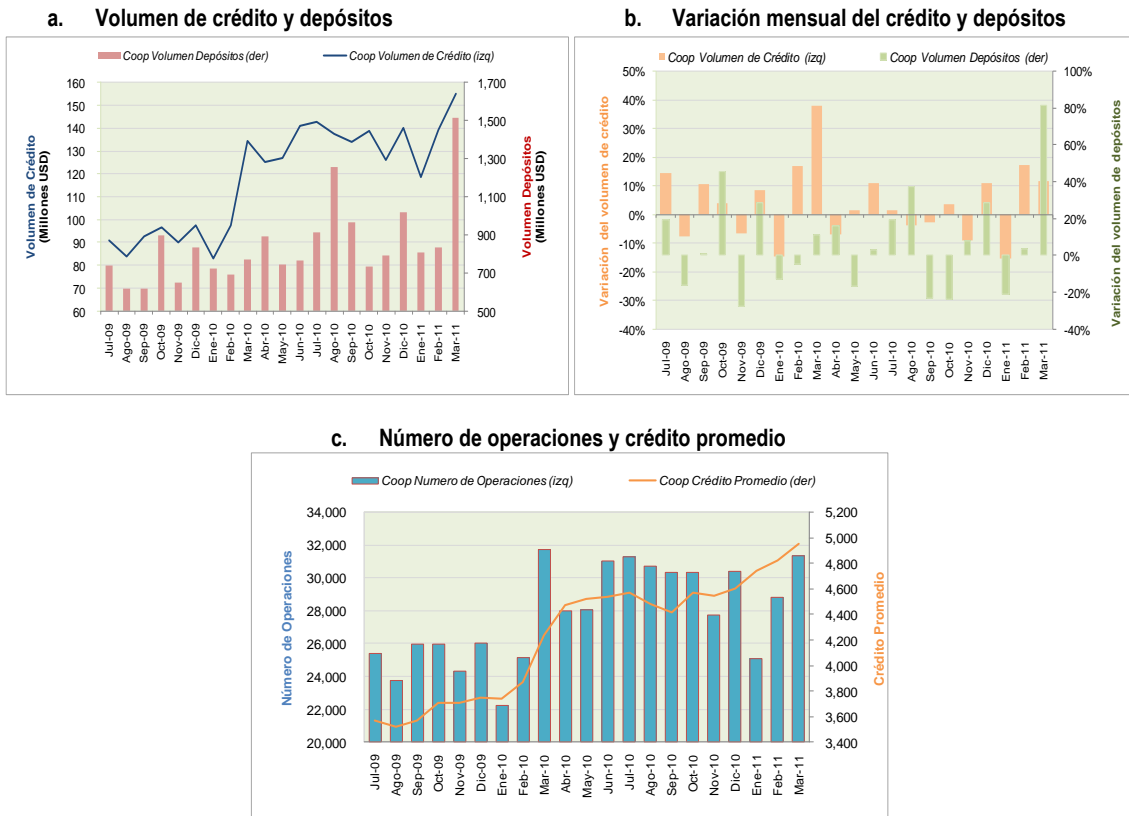 a. Volumen de crédito y depósitos
Coop Volumen Depósitos (der)
Coop Volumen de Crédito (izq)
Volumen de Crédito
(Millones USD)
160
150
140
130
120
110
100
90
80
70
60
1,700
1,500
1,300
1,100
900
700
500
Volumen Depósitos
(Millones USD)
Jul-09
Ago-09
Sep-09
Oct-09
Nov-09
Dic-09
Ene-10
Feb-10
Mar-10
Abr-10
May-10
Jun-10
Jul-10
Ago-10
Sep-10
Oct-10
Nov-10
Dic-10
Ene-11
Feb-11
Mar-11
b. Variación mensual del crédito y depósitos
Coop Volumen de Crédito (izq)
Coop Volumen Depósitos (der)
Variación del volumen de crédito
50%
40%
30%
20%
10%
0%
-10%
-20%
-30%
-40%
100%
80%
60%
40%
20%
0%
-20%
-40%
Variación del volumen de depósitos
Jul-09
Ago-09
Sep-09
Oct-09
Nov-09
Dic-09
Ene-10
Feb-10
Mar-10
Abr-10
May-10
Jun-10
Jul-10
Ago-10
Sep-10
Oct-10
Nov-10
Dic-10
Ene-11
Feb-11
Mar-11
c. Número de operaciones y crédito promedio
Coop Numero de Operaciones (izq)
Coop Crédito Promedio (der)
Número de Operaciones
34,000
32,000
30,000
28,000
26,000
24,000
22,000
20,000
5,200
5,000
4,800
4,600
4,400
4,200
4,000
3,800
3,600
3,400
Crédito Promedio
Jul-09
Ago-09
Sep-09
Oct-09
Nov-09
Dic-09
Ene-10
Feb-10
Mar-10
Abr-10
May-10
Jun-10
Jul-10
Ago-10
Sep-10
Oct-10
Nov-10
Dic-10
Ene-11
Feb-11
Mar-11